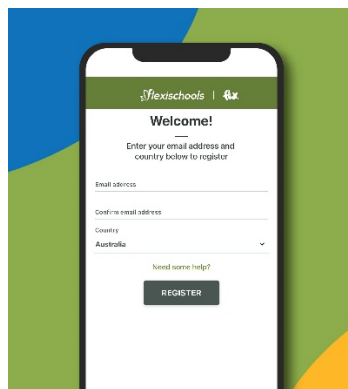 flexischools | flx
Welcome!
Enter your email address and
country below to register
Email address
Confirm email address
Country
Australia
Need some help?
REGISTER